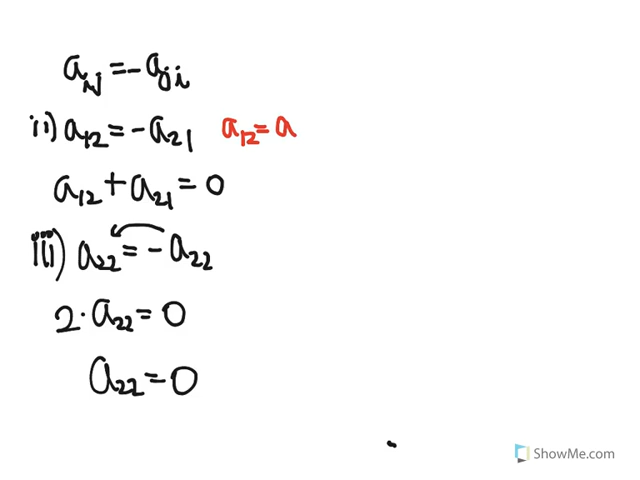 aij = -aji
ii) a12 = -a21 a12 = a
a12 + a21 = 0
iii) a22 = -a22
2·a22 = 0
a22 = 0
ShowMe.com